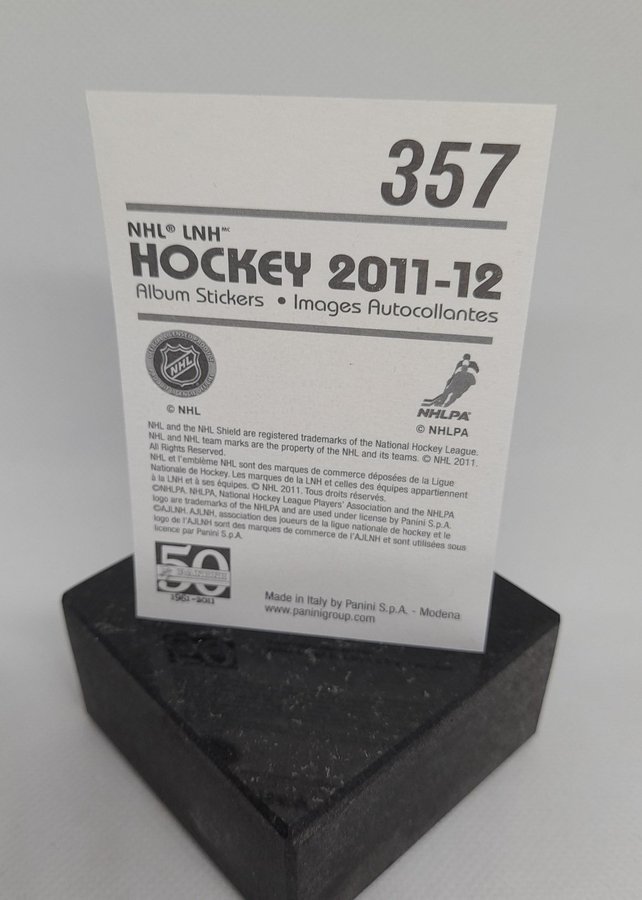 357
NHL® LNH™ᶜ
HOCKEY 2011-12
Album Stickers • Images Autocollantes
NHL
© NHL
NHLPA
© NHLPA
NHL and the NHL Shield are registered trademarks of the National Hockey League.
NHL and NHL team marks are the property of the NHL and its teams. © NHL 2011.
All Rights Reserved.
NHL et l'emblème NHL sont des marques de commerce déposées de la Ligue
Nationale de Hockey. Les marques de la LNH et celles des équipes appartiennent
à la LNH et à ses équipes. © NHL 2011. Tous droits réservés.
©NHLPA. NHLPA, National Hockey League Players' Association and the NHLPA
logo are trademarks of the NHLPA and are used under license by Panini S.p.A.
©AJLNH. AJLNH, association des joueurs de la ligue nationale de hockey et le
logo de l'AJLNH sont des marques de commerce de l'AJLNH et sont utilisées sous
licence par Panini S.p.A.
50
PANINI
1961-2011
Made in Italy by Panini S.p.A. - Modena
www.paninigroup.com